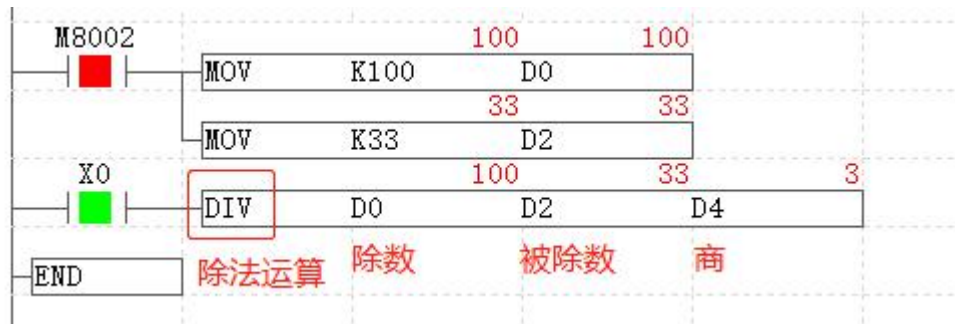 M8002
100 100
MOV K100 D0
33 33
MOV K33 D2
X0
100 33 3
DIV D0 D2 D4
除法运算 除数 被除数 商
END